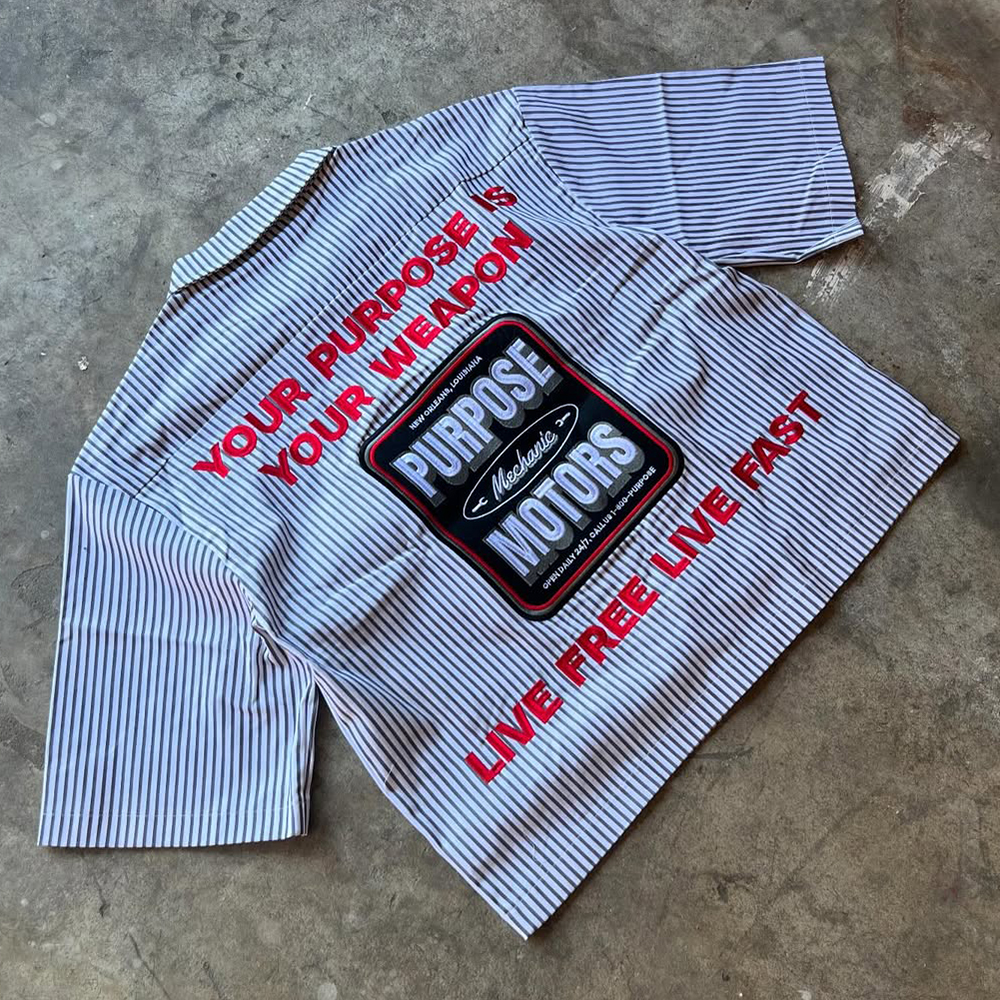 YOUR PURPOSE IS
YOUR WEAPON
NEW ORLEANS, LOUISIANA
PURPOSE
Mechanic
MOTORS
OPEN DAILY 24/7. CALL US 1-800-PURPOSE
LIVE FREE LIVE FAST